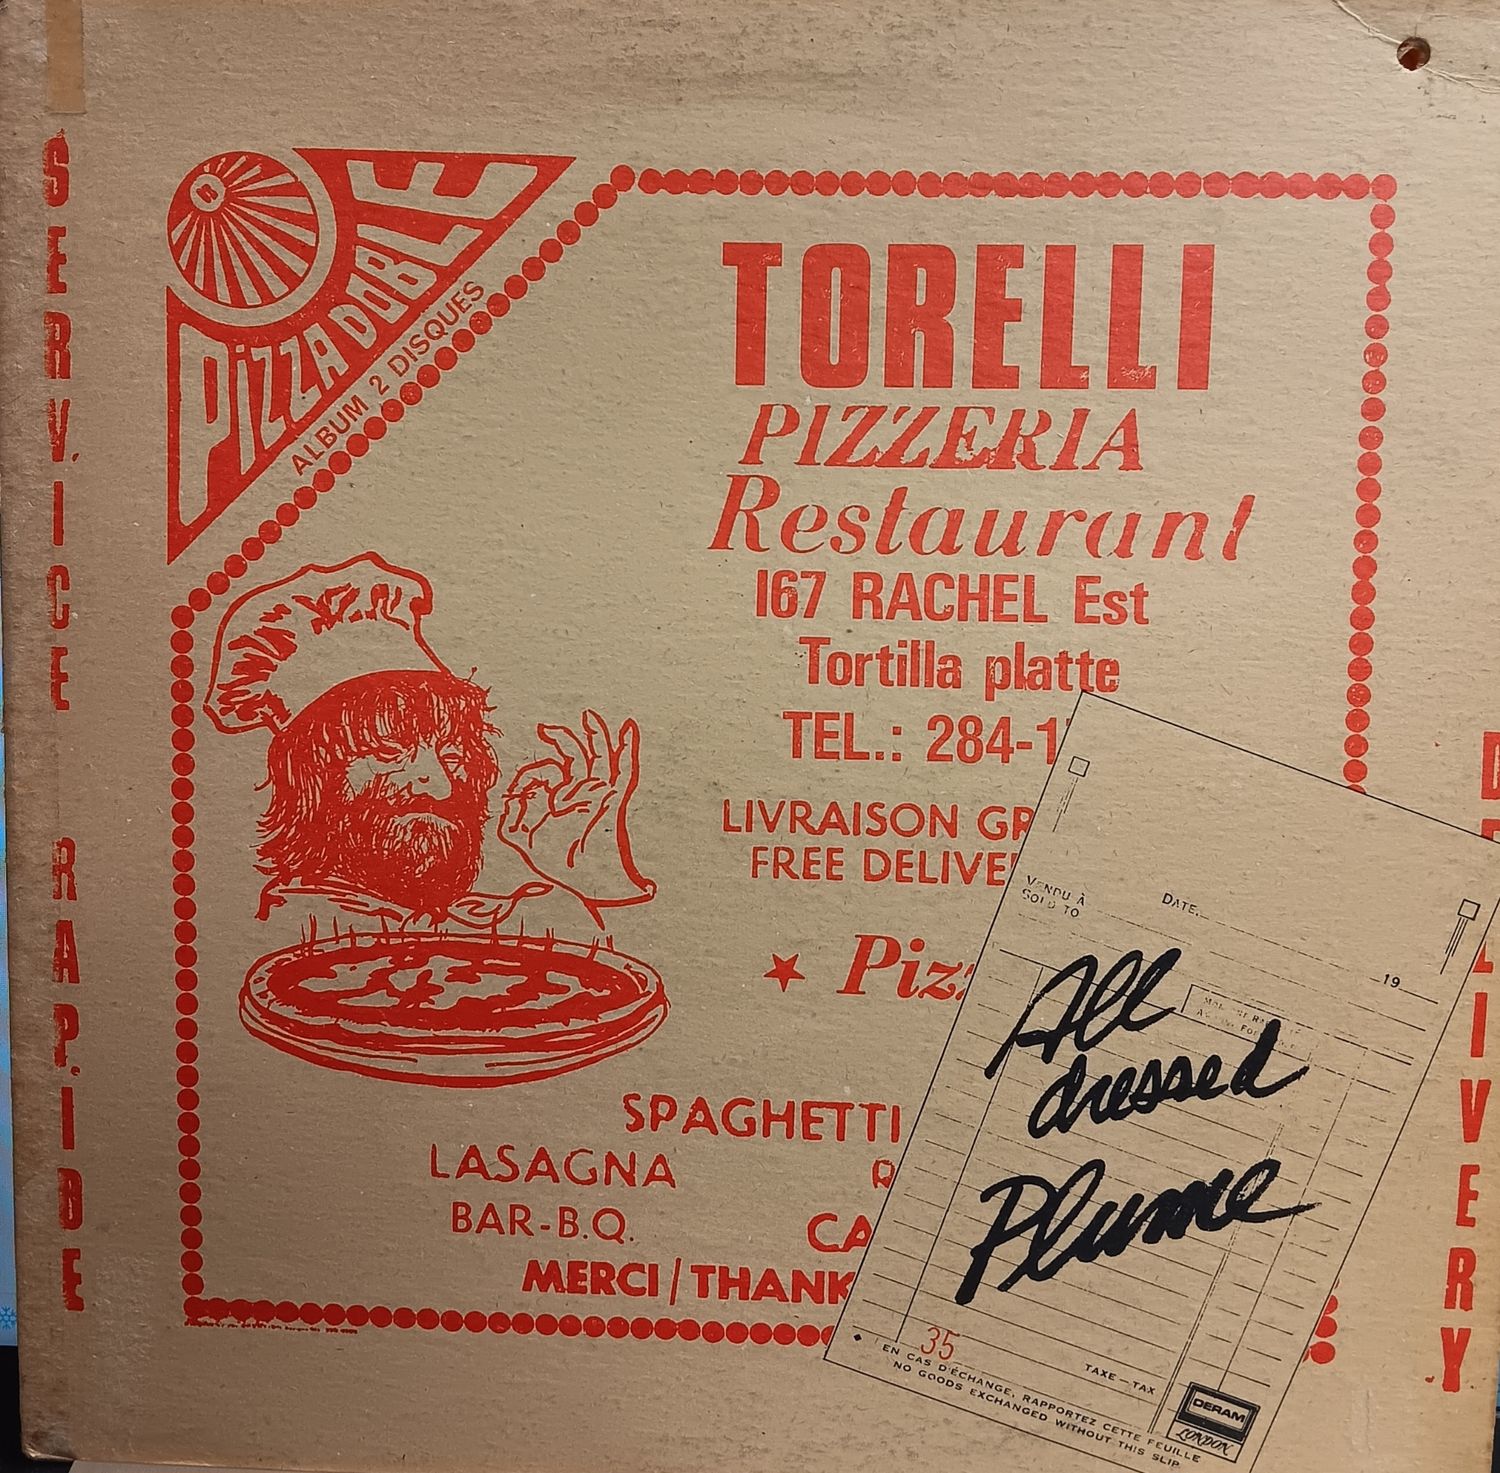 SERVICE RAPIDE
PIZZA DOBLE
ALBUM 2 DISQUES
TORELLI
PIZZERIA
Restaurant
167 RACHEL Est
Tortilla platte
TEL.: 284-1
LIVRAISON GR
FREE DELIVE
★ Piz
SPAGHETTI
LASAGNA
BAR-B.Q.
CA
MERCI/THANK
VENDU À
SOLD TO
DATE
19
All
dressed
Plume
35
TAXE-TAX
EN CAS D'ÉCHANGE, RAPPORTEZ CETTE FEUILLE
NO GOODS EXCHANGED WITHOUT THIS SLIP
DERAM
LONDON
LIVERY